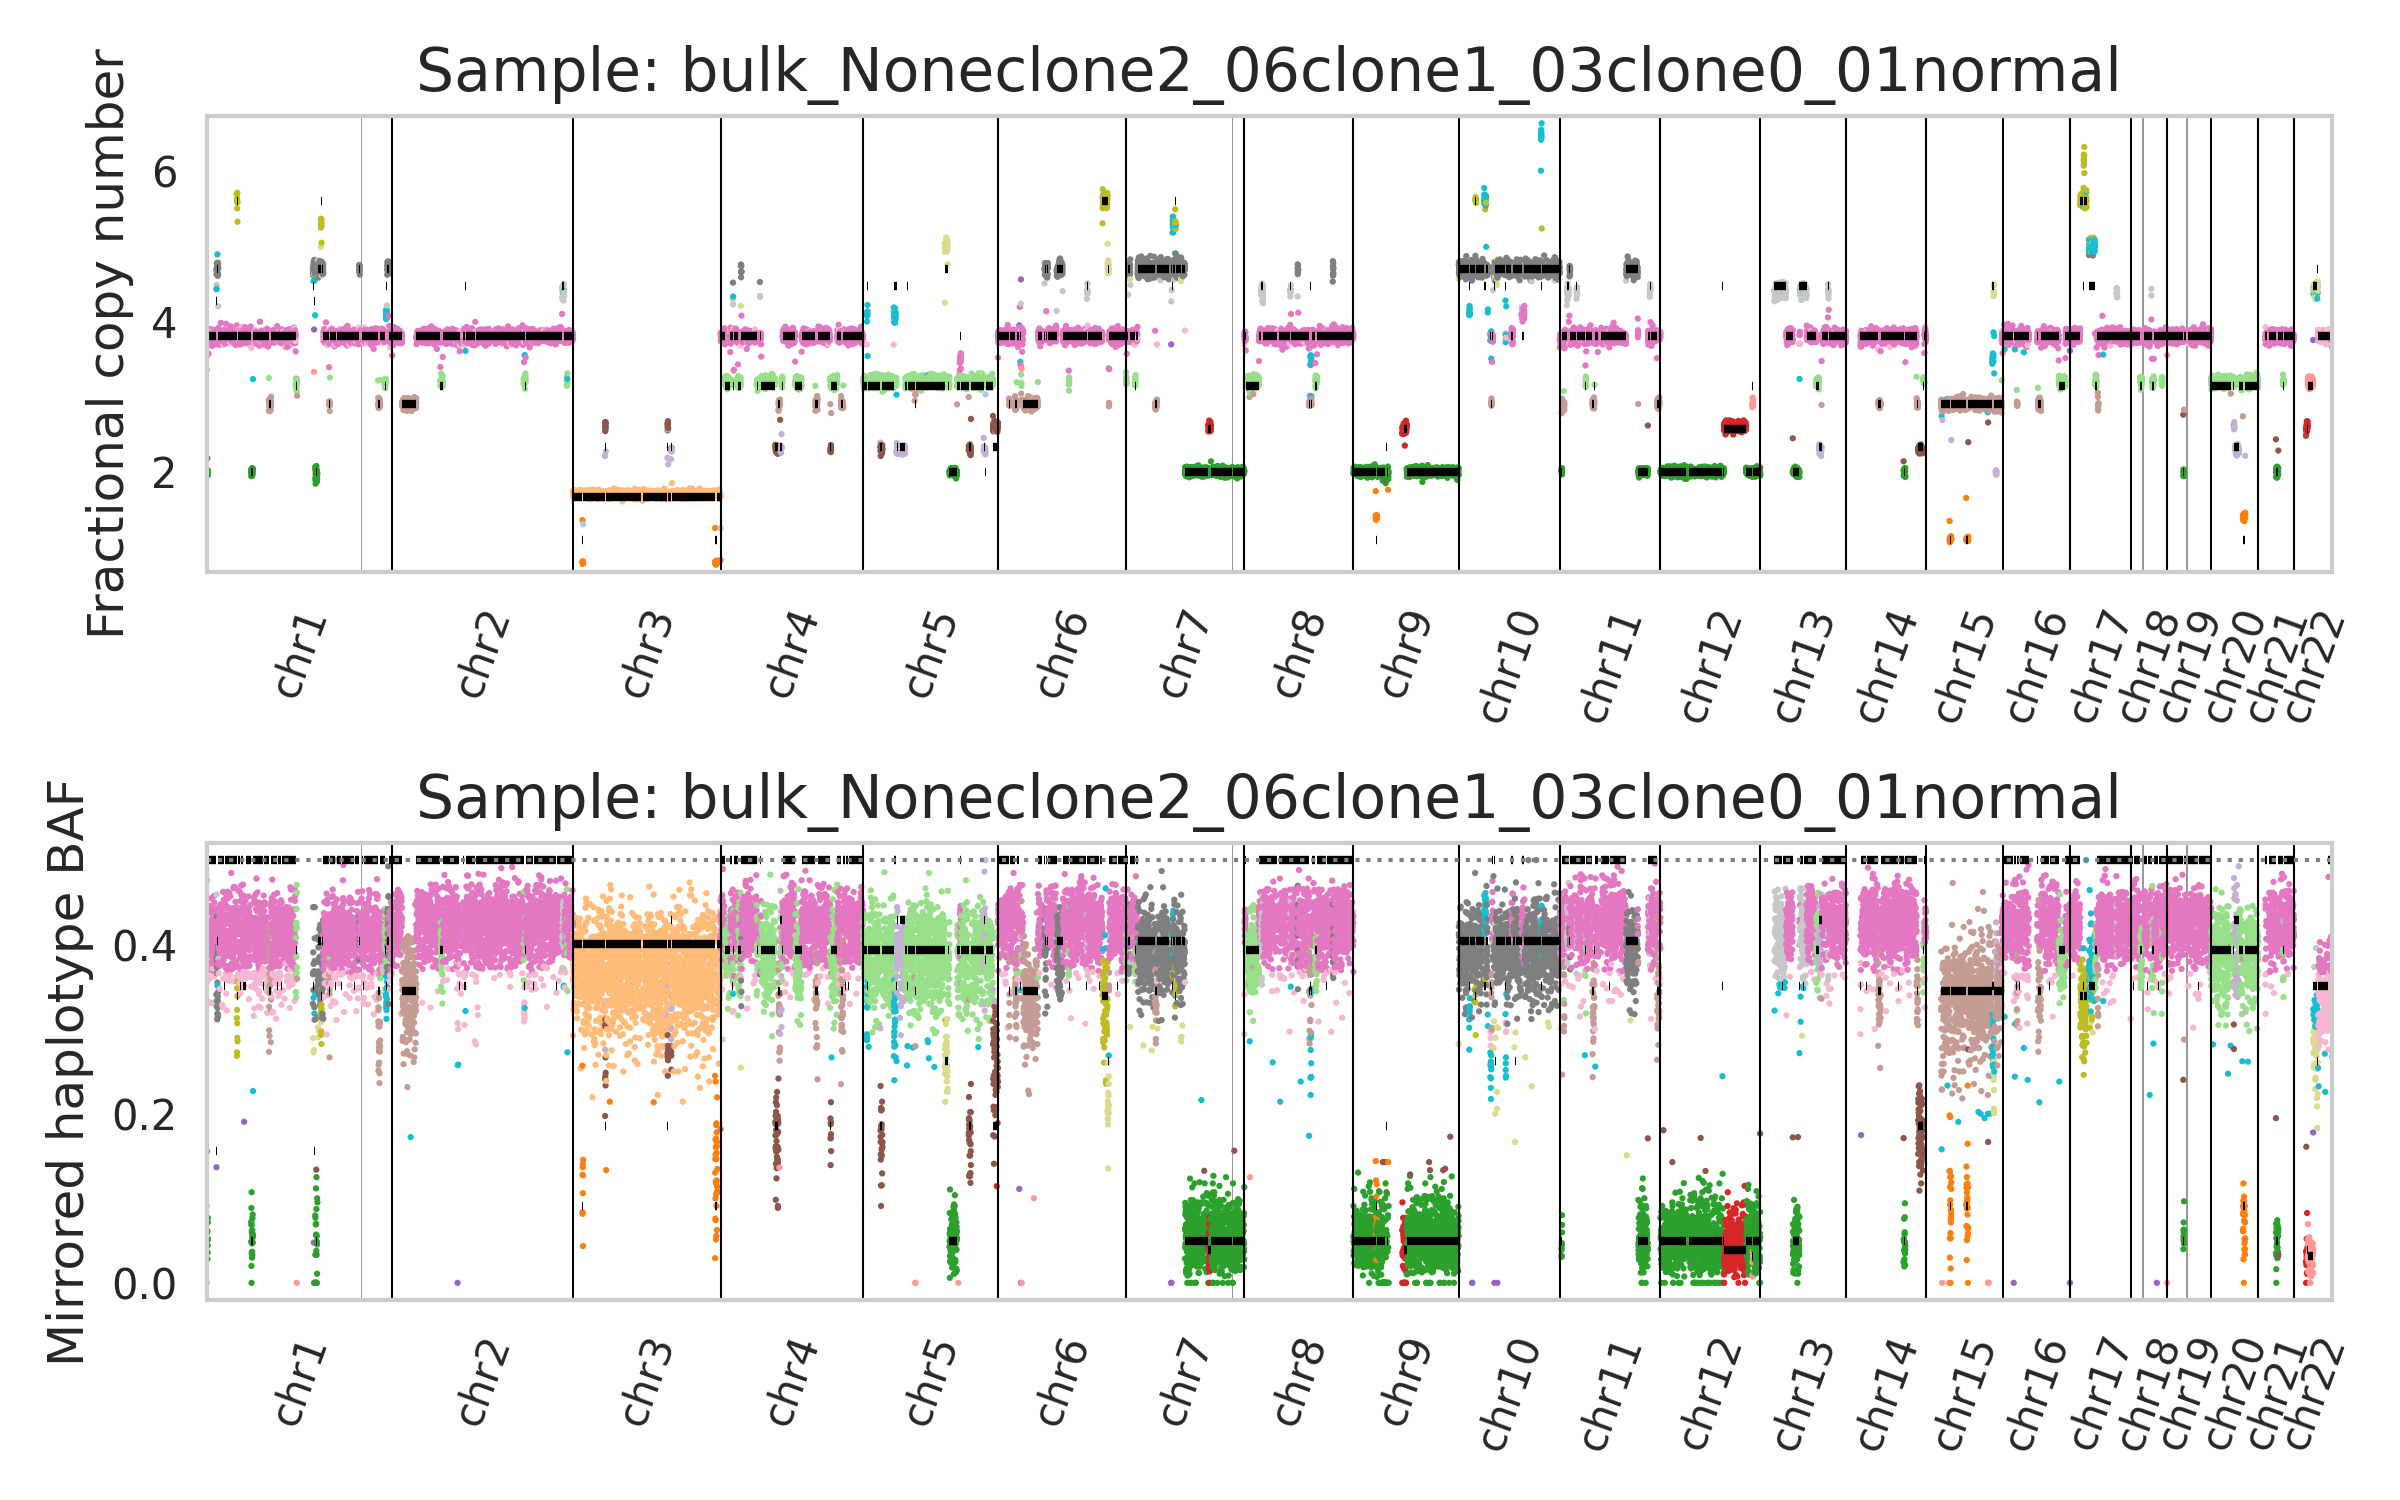 Sample: bulk_Noneclone2_06clone1_03clone0_01normal
Fractional copy number
6
4
2
chr1 chr2 chr3 chr4 chr5 chr6 chr7 chr8 chr9 chr10 chr11 chr12 chr13 chr14 chr15 chr16 chr17 chr18 chr19 chr20 chr21 chr22
Sample: bulk_Noneclone2_06clone1_03clone0_01normal
Mirrored haplotype BAF
0.4
0.2
0.0
chr1 chr2 chr3 chr4 chr5 chr6 chr7 chr8 chr9 chr10 chr11 chr12 chr13 chr14 chr15 chr16 chr17 chr18 chr19 chr20 chr21 chr22